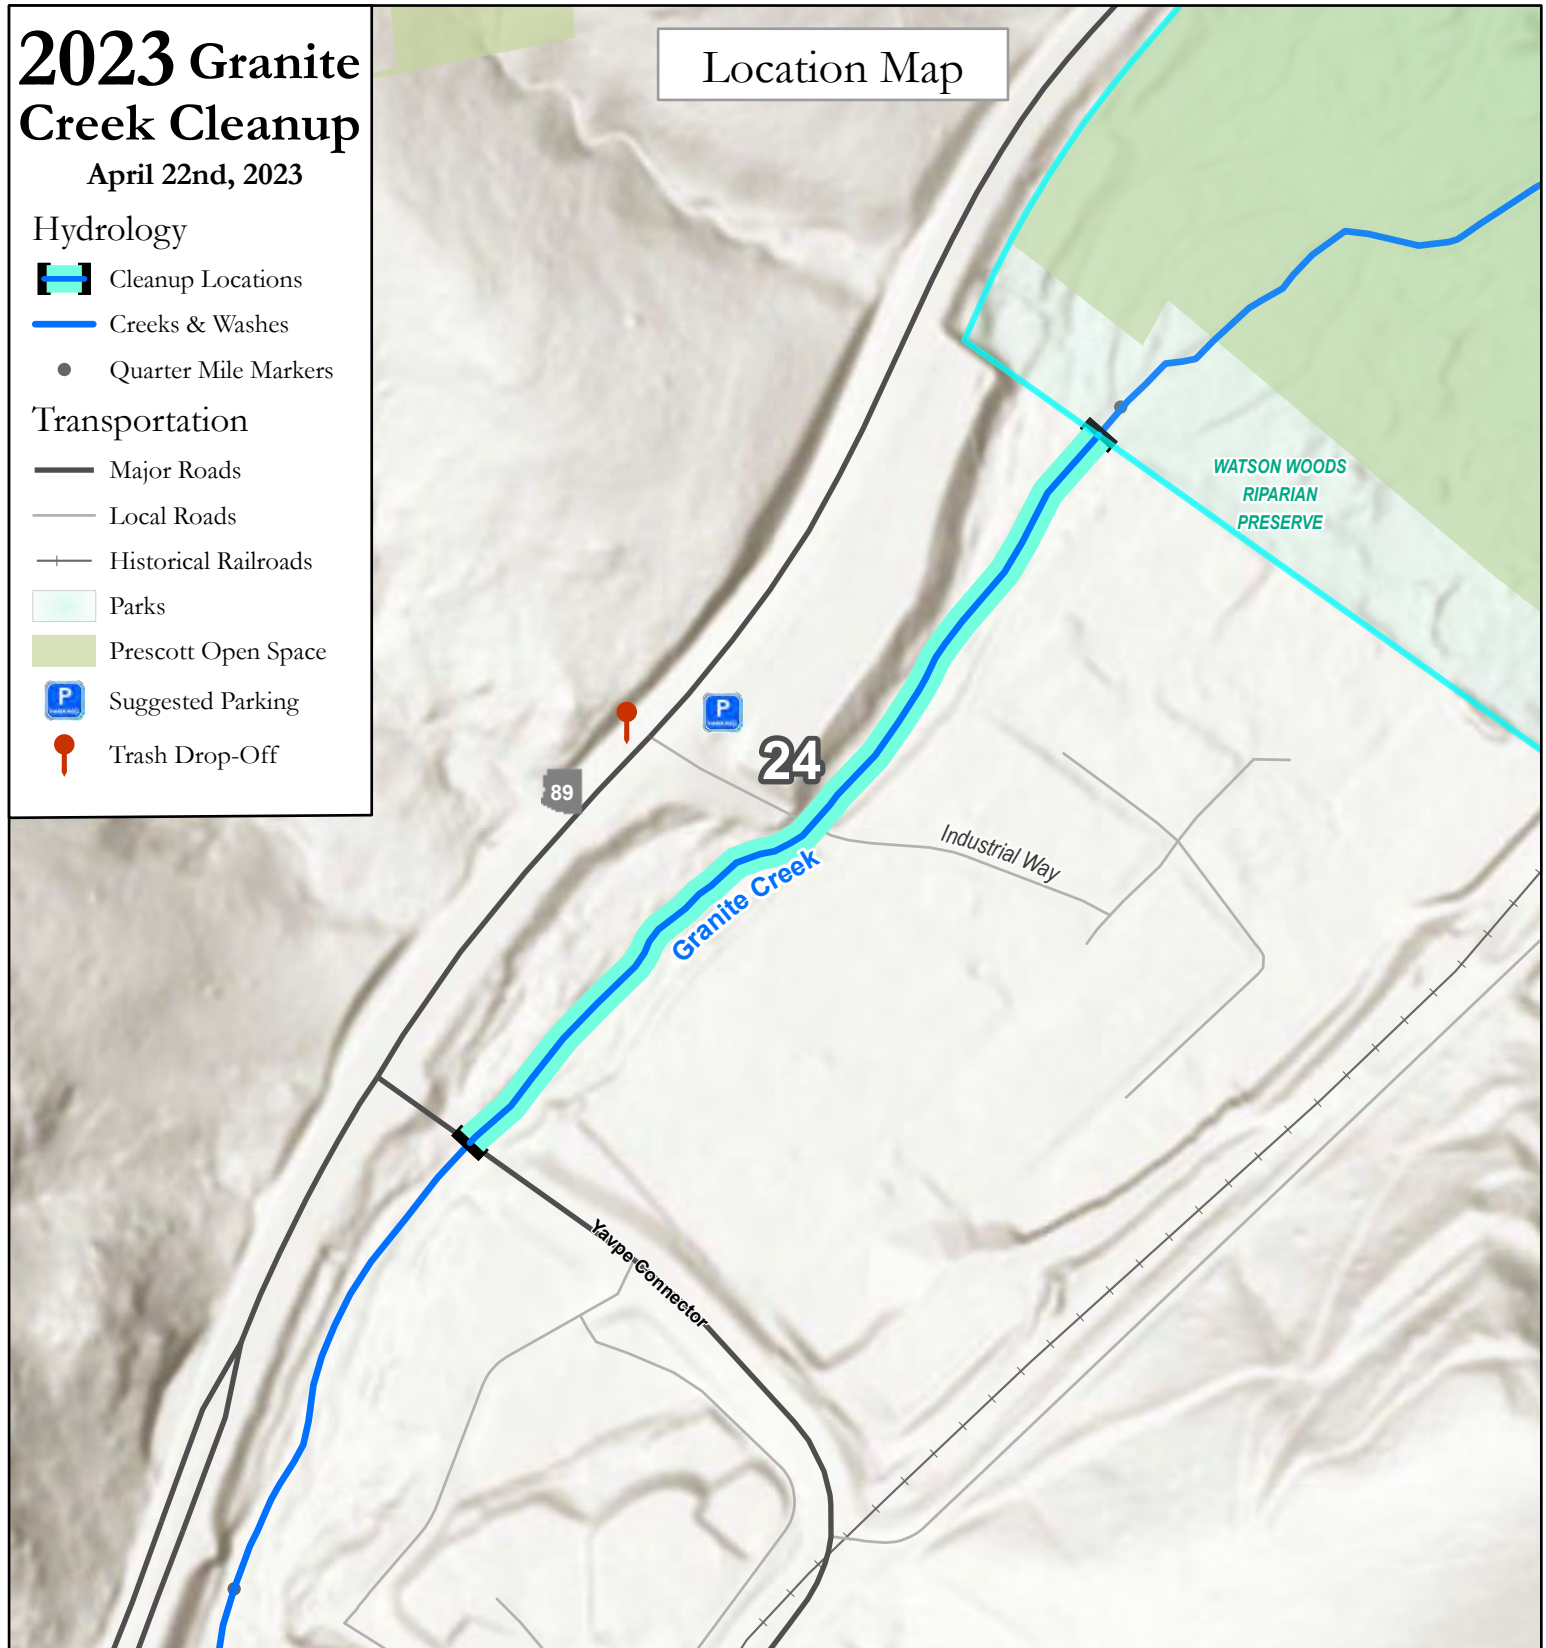 2023 Granite
Creek Cleanup
April 22nd, 2023
Hydrology
Cleanup Locations
Creeks & Washes
Quarter Mile Markers
Transportation
Major Roads
Local Roads
Historical Railroads
Parks
Prescott Open Space
P
Suggested Parking
Trash Drop-Off
Location Map
WATSON WOODS
RIPARIAN
PRESERVE
P
24
89
Industrial Way
Granite Creek
Yavpe Connector